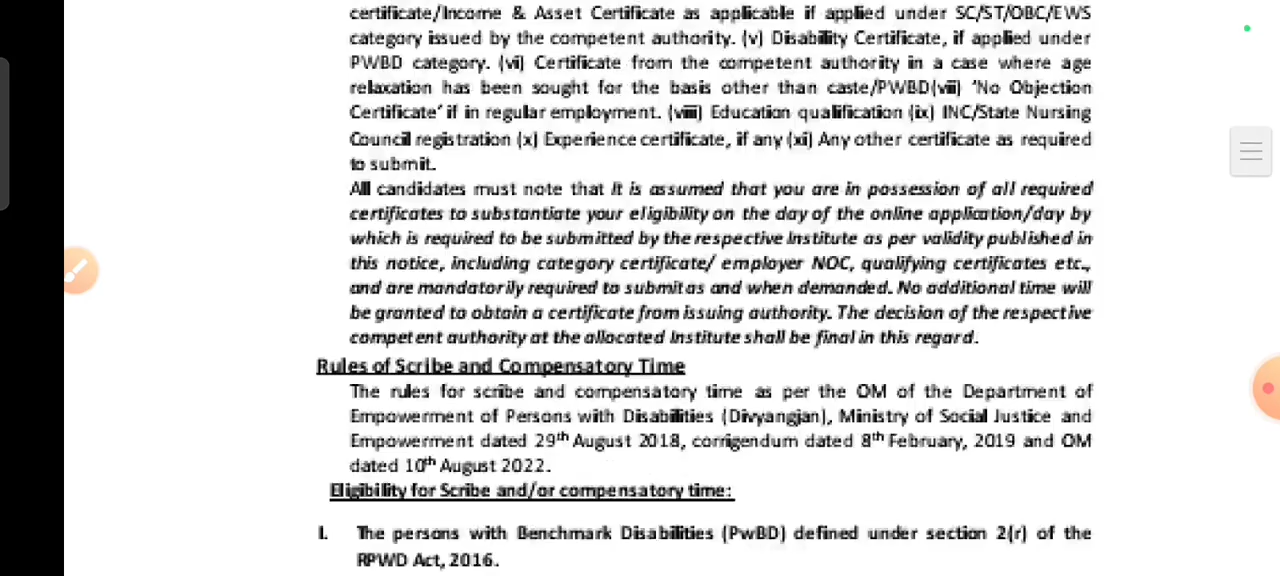 certificate/Income & Asset Certificate as applicable if applied under SC/ST/OBC/EWS
category issued by the competent authority. (v) Disability Certificate, if applied under
PWBD category. (vi) Certificate from the competent authority in a case where age
relaxation has been sought for the basis other than caste/PWBD(vii) ‘No Objection
Certificate’ if in regular employment. (viii) Education qualification (ix) INC/State Nursing
Council registration (x) Experience certificate, if any (xi) Any other certificate as required
to submit.
All candidates must note that It is assumed that you are in possession of all required
certificates to substantiate your eligibility on the day of the online application/day by
which is required to be submitted by the respective Institute as per validity published in
this notice, including category certificate/ employer NOC, qualifying certificates etc.,
and are mandatorily required to submit as and when demanded. No additional time will
be granted to obtain a certificate from issuing authority. The decision of the respective
competent authority at the allocated Institute shall be final in this regard.
Rules of Scribe and Compensatory Time
The rules for scribe and compensatory time as per the OM of the Department of
Empowerment of Persons with Disabilities (Divyangjan), Ministry of Social Justice and
Empowerment dated 29th August 2018, corrigendum dated 8th February, 2019 and OM
dated 10th August 2022.
Eligibility for Scribe and/or compensatory time:
I. The persons with Benchmark Disabilities (PwBD) defined under section 2(r) of the
RPWD Act, 2016.